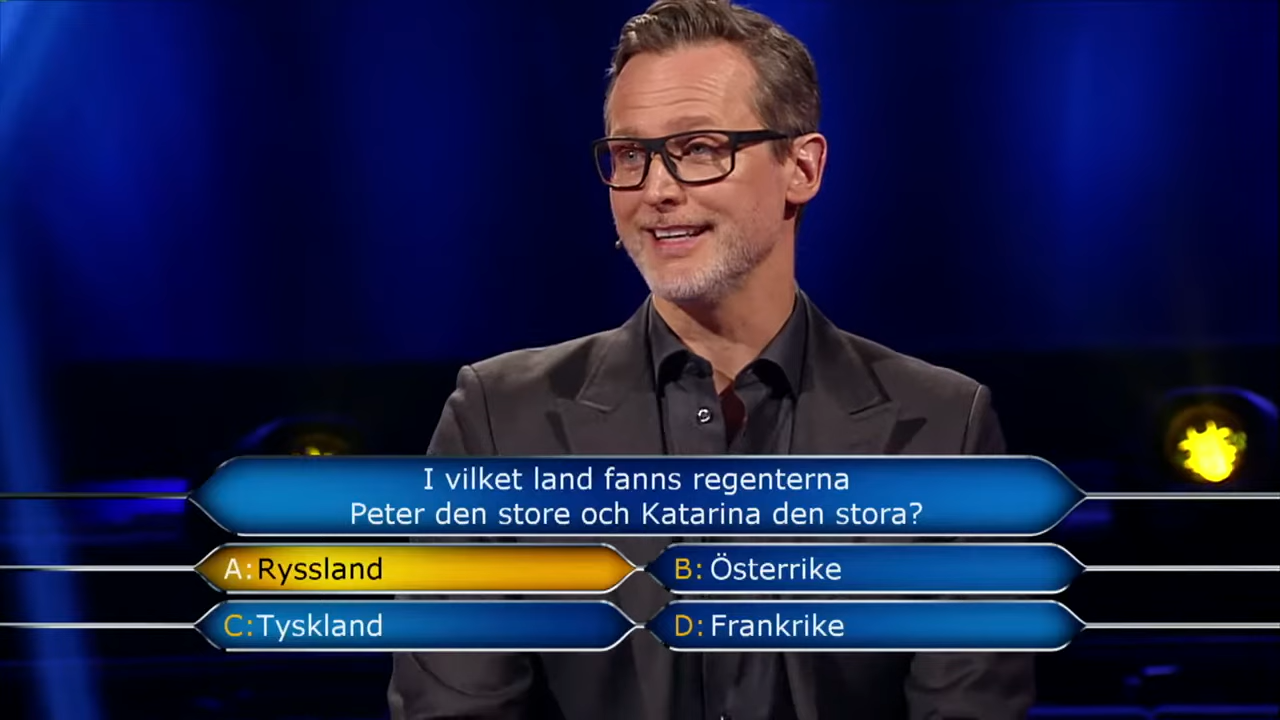 I vilket land fanns regenterna
Peter den store och Katarina den stora?
A: Ryssland
B: Österrike
C: Tyskland
D: Frankrike